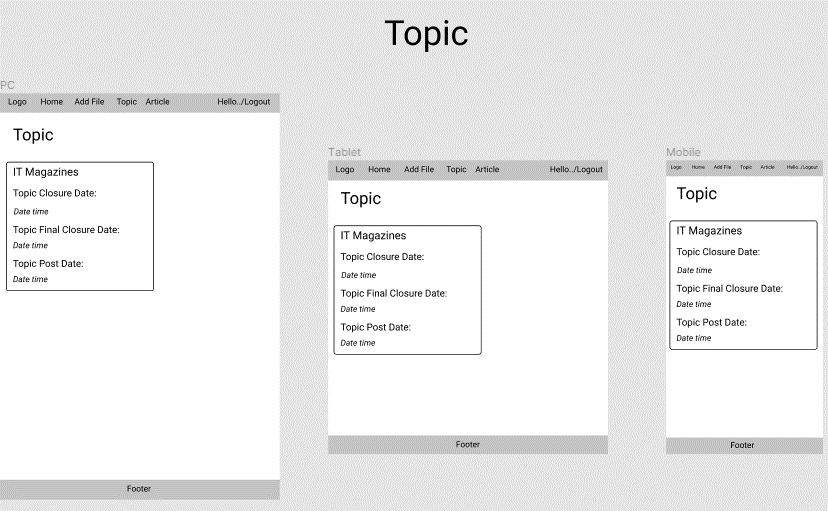 Topic
PC
Logo Home Add File Topic Article Hello../Logout
Topic
IT Magazines
Topic Closure Date:
Date time
Topic Final Closure Date:
Date time
Topic Post Date:
Date time
Footer
Tablet
Logo Home Add File Topic Article Hello../Logout
Topic
IT Magazines
Topic Closure Date:
Date time
Topic Final Closure Date:
Date time
Topic Post Date:
Date time
Footer
Mobile
Logo Home Add File Topic Article Hello../Logout
Topic
IT Magazines
Topic Closure Date:
Date time
Topic Final Closure Date:
Date time
Topic Post Date:
Date time
Footer